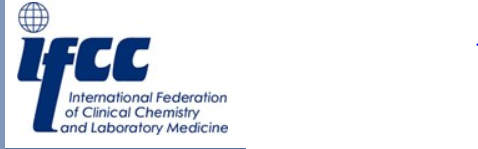 ifcc
International Federation
of Clinical Chemistry
and Laboratory Medicine